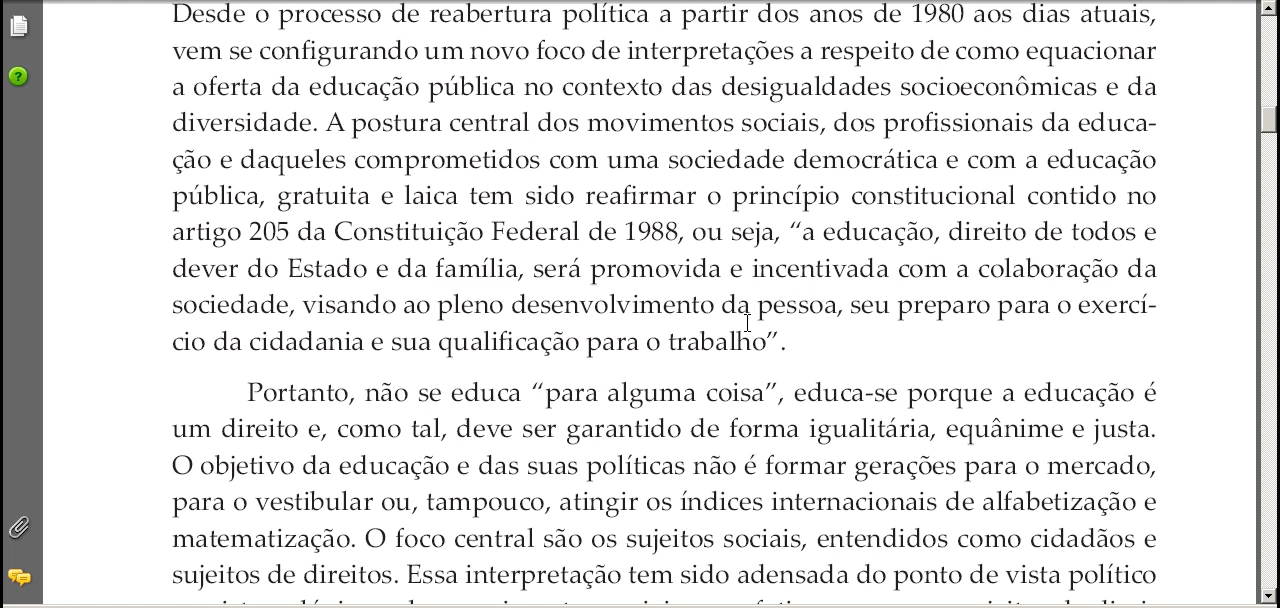 Desde o processo de reabertura política a partir dos anos de 1980 aos dias atuais,
vem se configurando um novo foco de interpretações a respeito de como equacionar
a oferta da educação pública no contexto das desigualdades socioeconômicas e da
diversidade. A postura central dos movimentos sociais, dos profissionais da educa-
ção e daqueles comprometidos com uma sociedade democrática e com a educação
pública, gratuita e laica tem sido reafirmar o princípio constitucional contido no
artigo 205 da Constituição Federal de 1988, ou seja, “a educação, direito de todos e
dever do Estado e da família, será promovida e incentivada com a colaboração da
sociedade, visando ao pleno desenvolvimento da pessoa, seu preparo para o exercí-
cio da cidadania e sua qualificação para o trabalho”.
Portanto, não se educa “para alguma coisa”, educa-se porque a educação é
um direito e, como tal, deve ser garantido de forma igualitária, equânime e justa.
O objetivo da educação e das suas políticas não é formar gerações para o mercado,
para o vestibular ou, tampouco, atingir os índices internacionais de alfabetização e
matematização. O foco central são os sujeitos sociais, entendidos como cidadãos e
sujeitos de direitos. Essa interpretação tem sido adensada do ponto de vista político